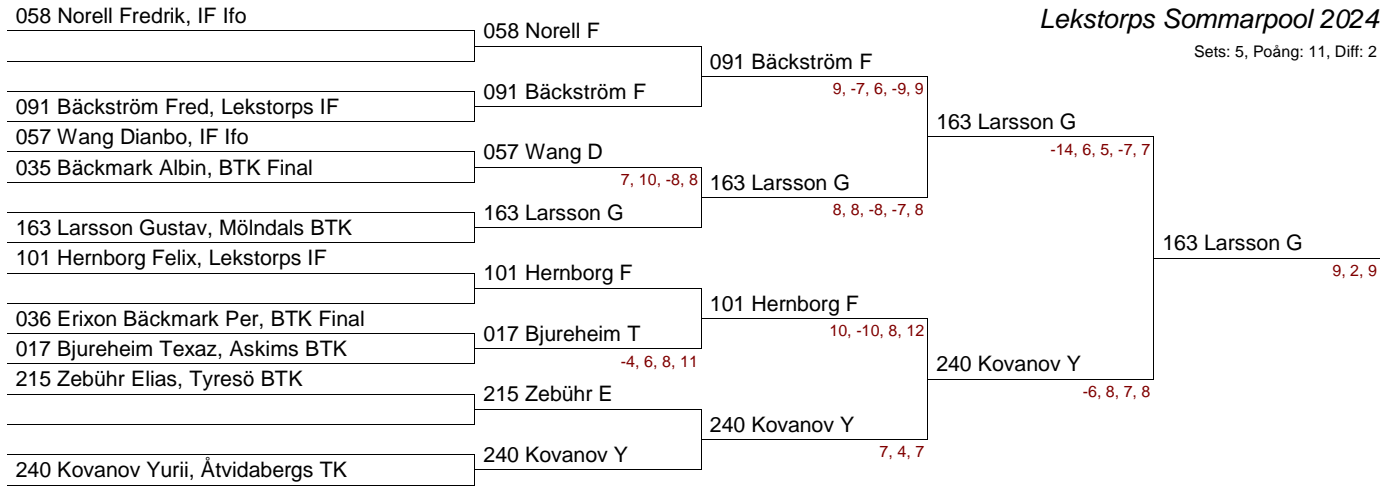 Lekstorps Sommarpool 2024
Sets: 5, Poång: 11, Diff: 2
058 Norell Fredrik, IF Ifo
091 Bäckström Fred, Lekstorps IF
057 Wang Dianbo, IF Ifo
035 Bäckmark Albin, BTK Final
163 Larsson Gustav, Mölndals BTK
101 Hernborg Felix, Lekstorps IF
036 Erixon Bäckmark Per, BTK Final
017 Bjureheim Texaz, Askims BTK
215 Zebühr Elias, Tyresö BTK
240 Kovanov Yurii, Åtvidabergs TK
058 Norell F
091 Bäckström F
057 Wang D
7, 10, -8, 8
163 Larsson G
101 Hernborg F
017 Bjureheim T
-4, 6, 8, 11
215 Zebühr E
240 Kovanov Y
091 Bäckström F
9, -7, 6, -9, 9
163 Larsson G
8, 8, -8, -7, 8
101 Hernborg F
10, -10, 8, 12
240 Kovanov Y
7, 4, 7
163 Larsson G
-14, 6, 5, -7, 7
240 Kovanov Y
-6, 8, 7, 8
163 Larsson G
9, 2, 9